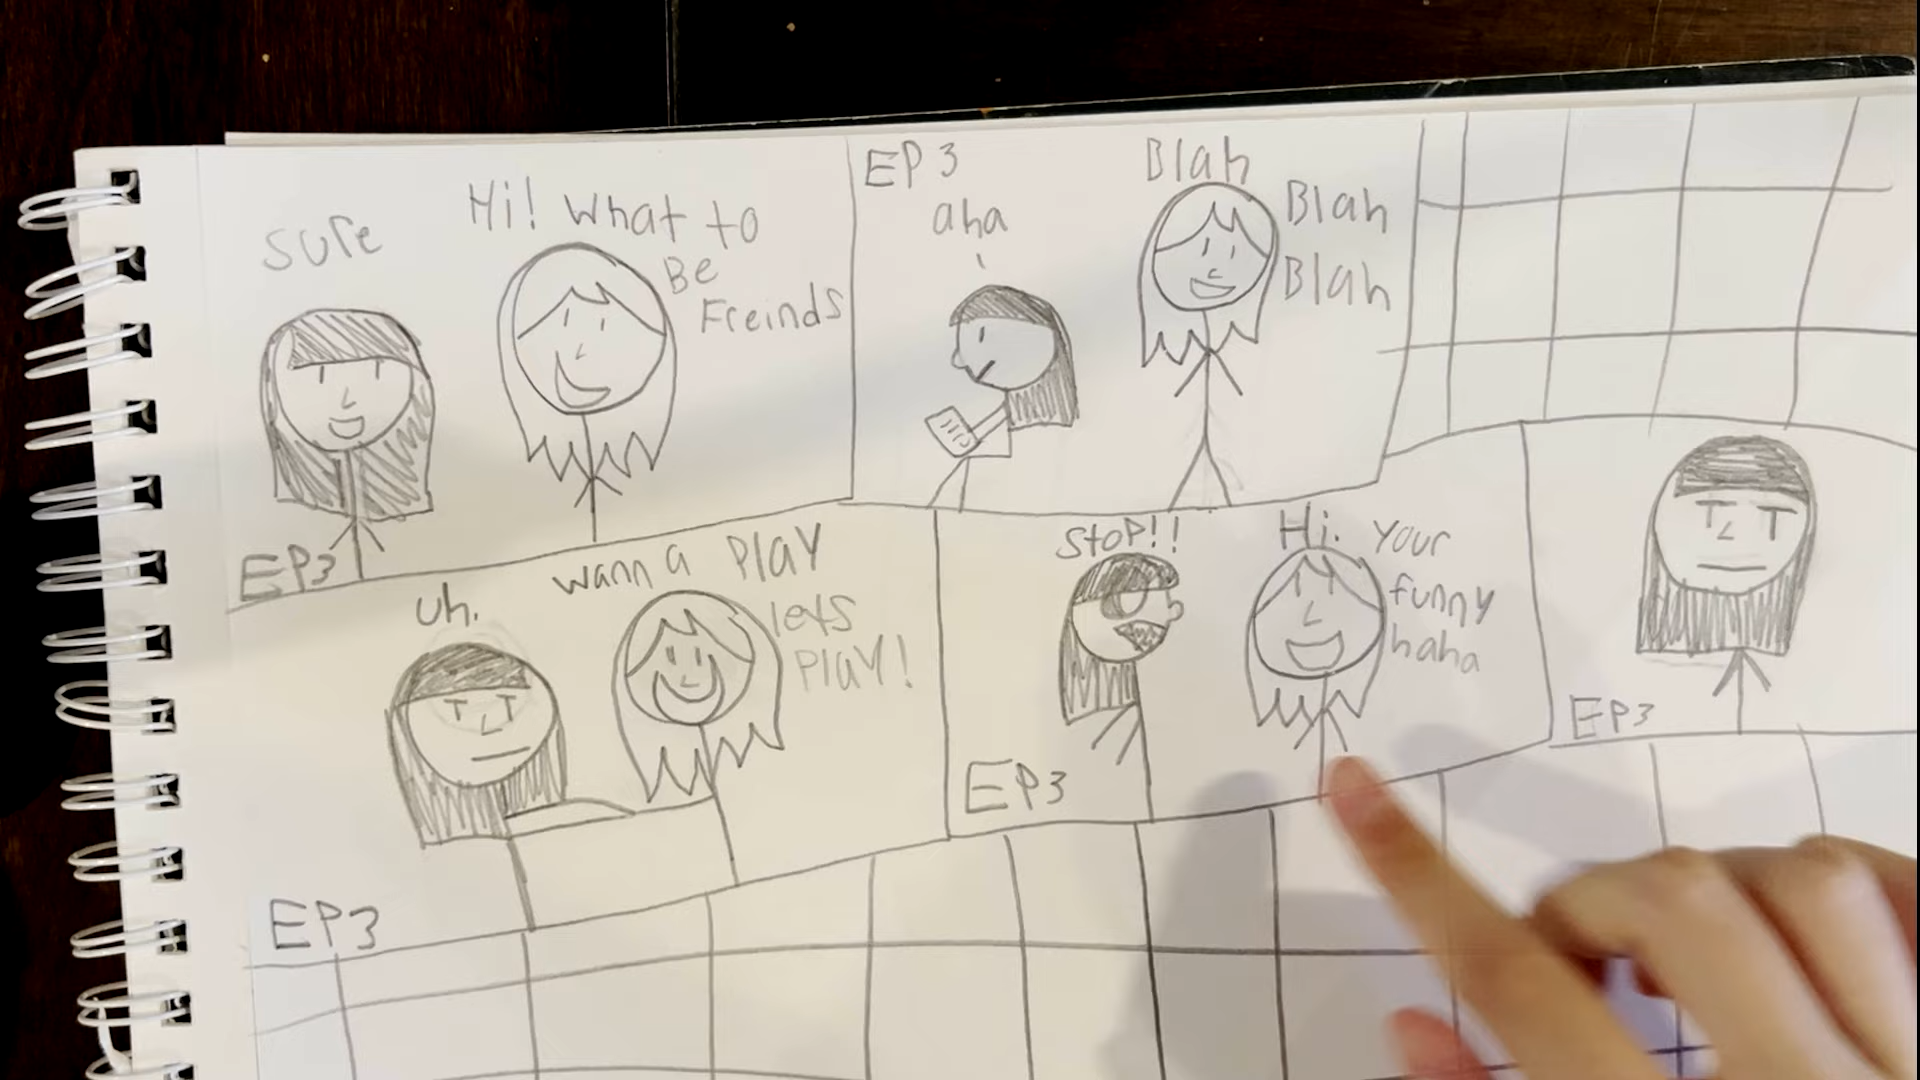 sure
Hi! What to
Be
Freinds
EP3
EP 3
aha
Blah
Blah
Blah
uh.
wanna Play
lets
Play!
EP3
Stop!!
Hi. Your
funny
haha
EP3
EP3